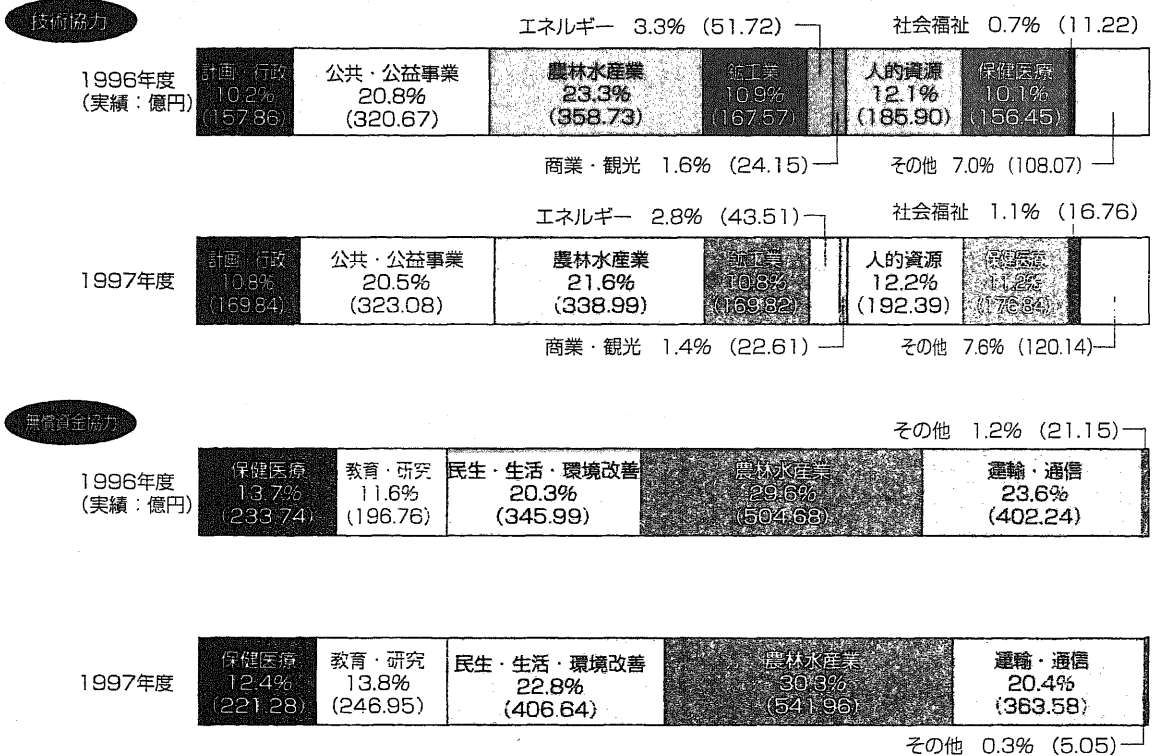 技術協力
エネルギー 3.3% (51.72)
社会福祉 0.7% (11.22)
1996年度
(実績：億円)
計画・行政
10.2%
(157.86)
公共・公益事業
20.8%
(320.67)
農林水産業
23.3%
(358.73)
鉱工業
10.9%
(167.57)
人的資源
12.1%
(185.90)
保健医療
10.1%
(156.45)
商業・観光 1.6% (24.15)
その他 7.0% (108.07)
エネルギー 2.8% (43.51)
社会福祉 1.1% (16.76)
1997年度
計画・行政
10.8%
(169.84)
公共・公益事業
20.5%
(323.08)
農林水産業
21.6%
(338.99)
鉱工業
10.8%
(169.82)
人的資源
12.2%
(192.39)
保健医療
11.2%
(176.84)
商業・観光 1.4% (22.61)
その他 7.6% (120.14)
無償資金協力
その他 1.2% (21.15)
1996年度
(実績：億円)
保健医療
13.7%
(233.74)
教育・研究
11.6%
(196.76)
民生・生活・環境改善
20.3%
(345.99)
農林水産業
29.6%
(504.68)
運輸・通信
23.6%
(402.24)
1997年度
保健医療
12.4%
(221.28)
教育・研究
13.8%
(246.95)
民生・生活・環境改善
22.8%
(406.64)
農林水産業
30.3%
(541.96)
運輸・通信
20.4%
(363.58)
その他 0.3% (5.05)